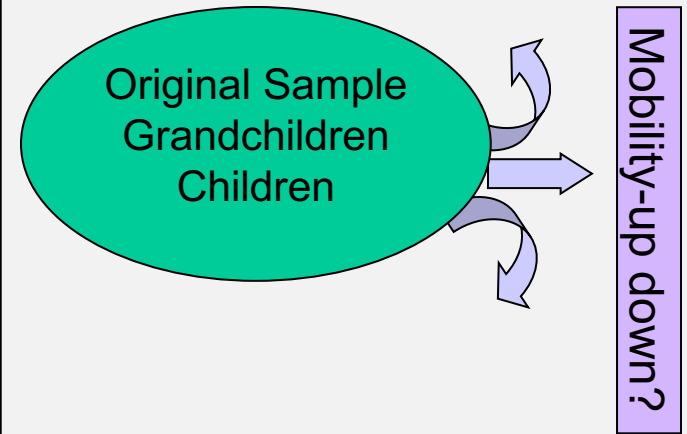 Original Sample
Grandchildren
Children
Mobility-up down?